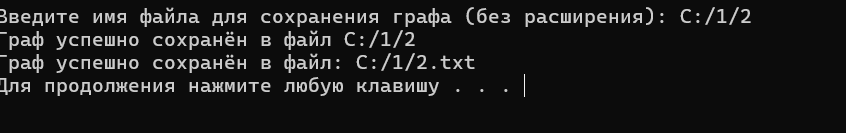 Введите имя файла для сохранения графа (без расширения): C:/1/2
Граф успешно сохранён в файл C:/1/2
Граф успешно сохранён в файл: C:/1/2.txt
Для продолжения нажмите любую клавишу . . .